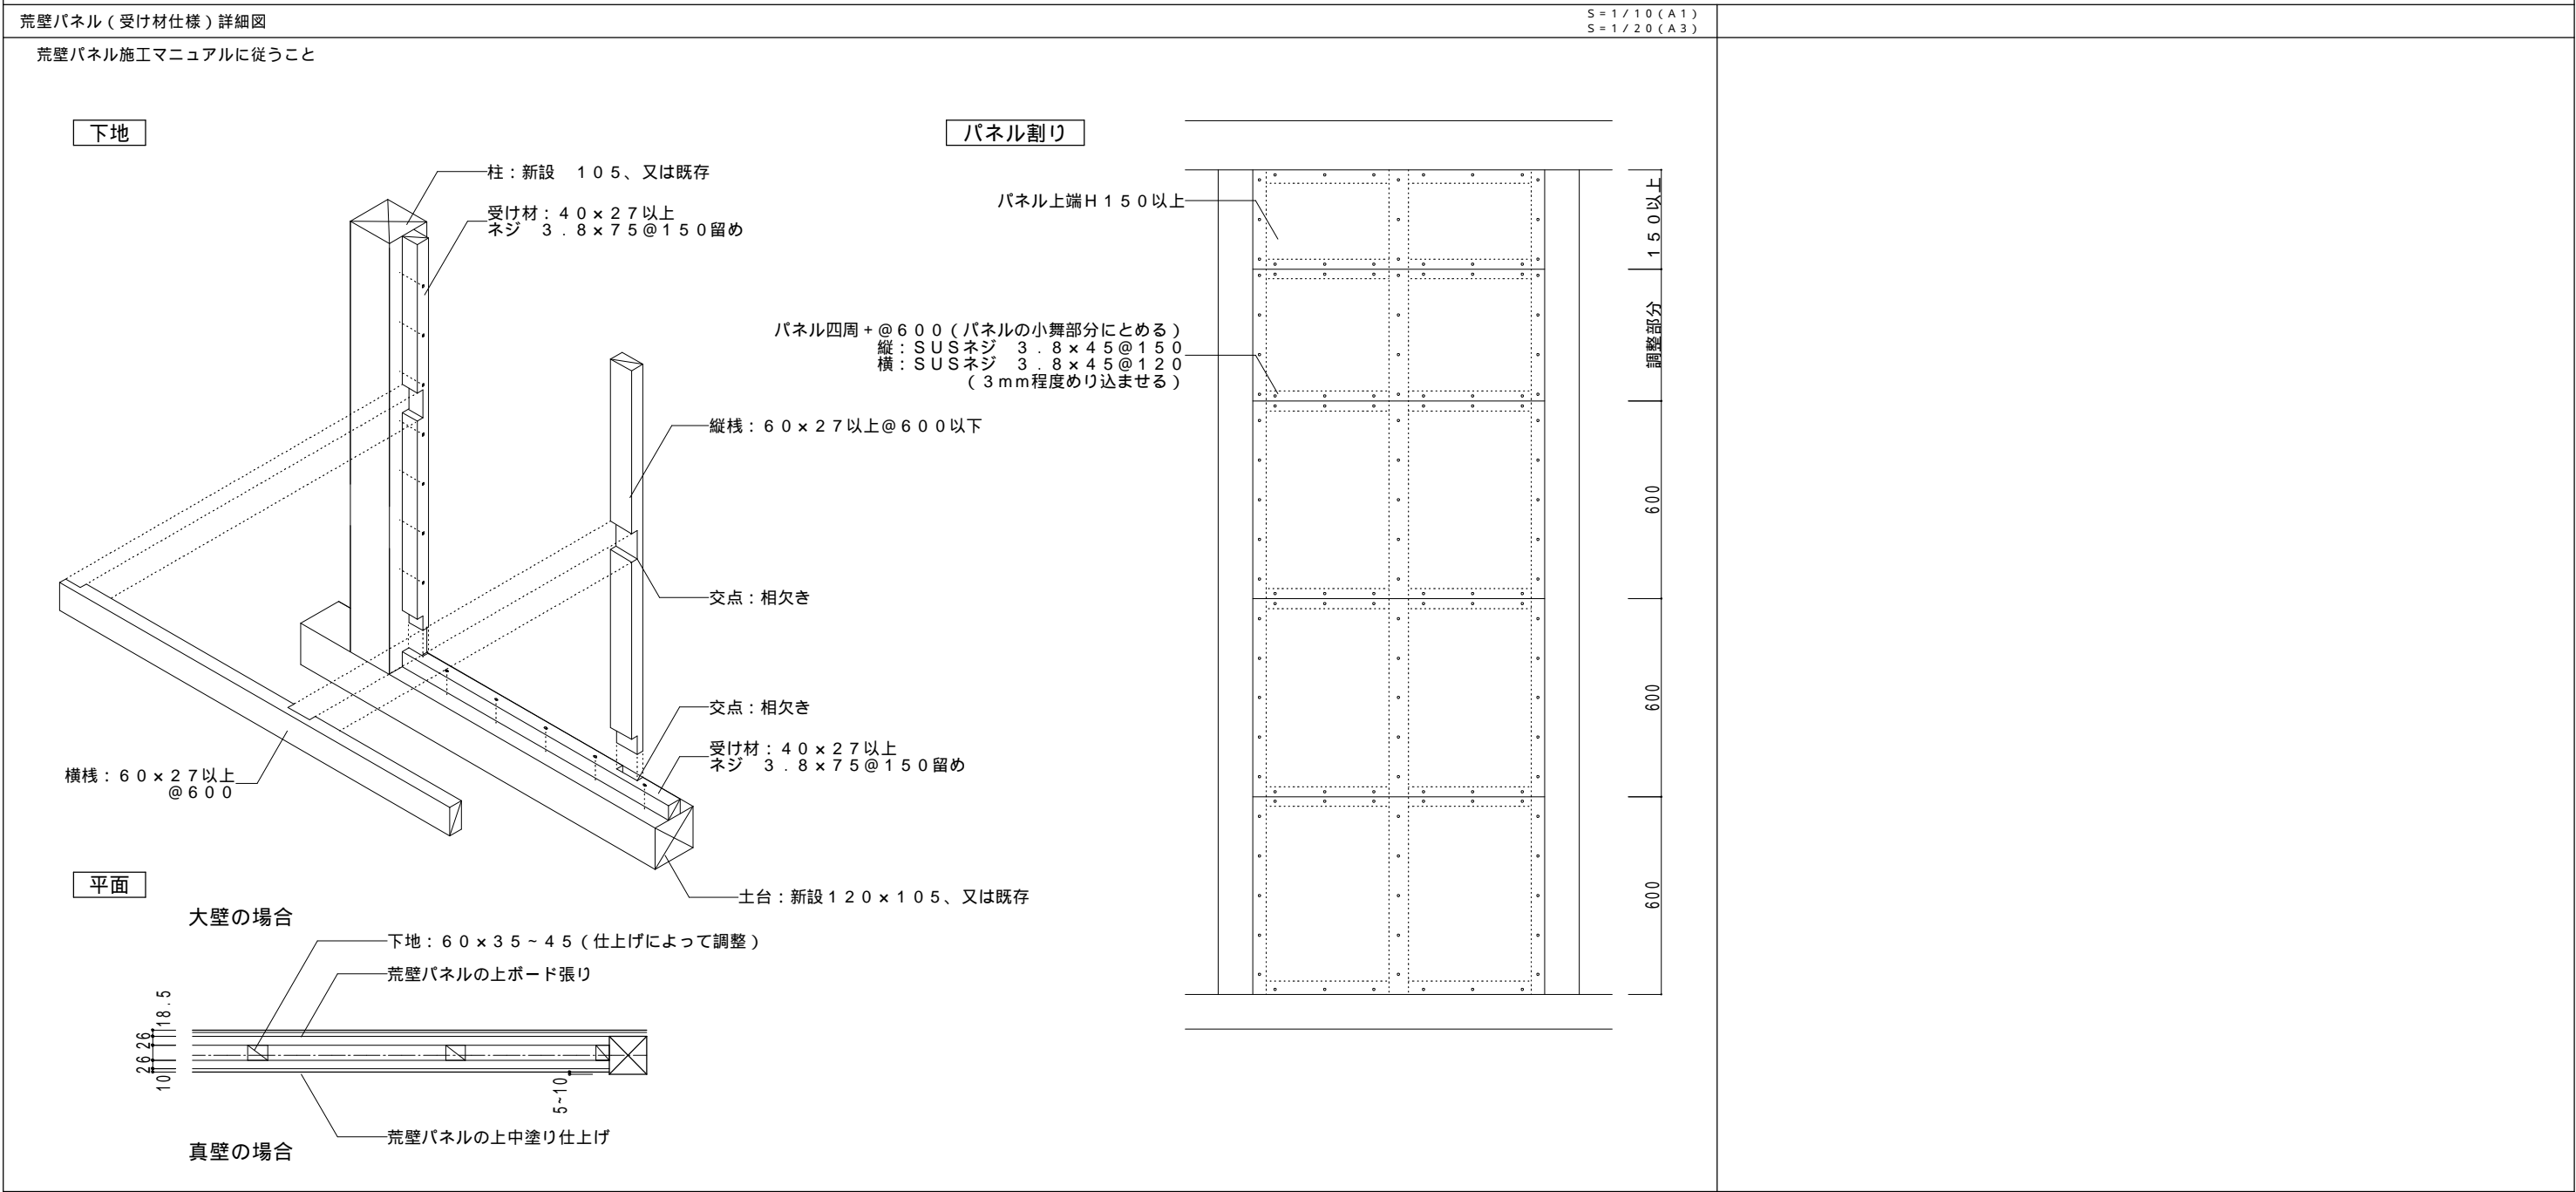 荒壁パネル(受け材仕様)詳細図
S=1/10(A1)
S=1/20(A3)
荒壁パネル施工マニュアルに従うこと
下地
柱:新設 105、又は既存
受け材:40×27以上
ネジ 3.8×75@150留め
縦桟:60×27以上@600以下
交点:相欠き
交点:相欠き
受け材:40×27以上
ネジ 3.8×75@150留め
横桟:60×27以上
@600
土台:新設120×105、又は既存
パネル割り
パネル上端H150以上
パネル四周+@600(パネルの小舞部分にとめる)
縦:SUSネジ 3.8×45@150
横:SUSネジ 3.8×45@120
(3mm程度めり込ませる)
150以上
調整部分
600
600
600
平面
大壁の場合
下地:60×35~45(仕上げによって調整)
荒壁パネルの上ボード張り
18.5
26
26
10
5~10
荒壁パネルの上中塗り仕上げ
真壁の場合